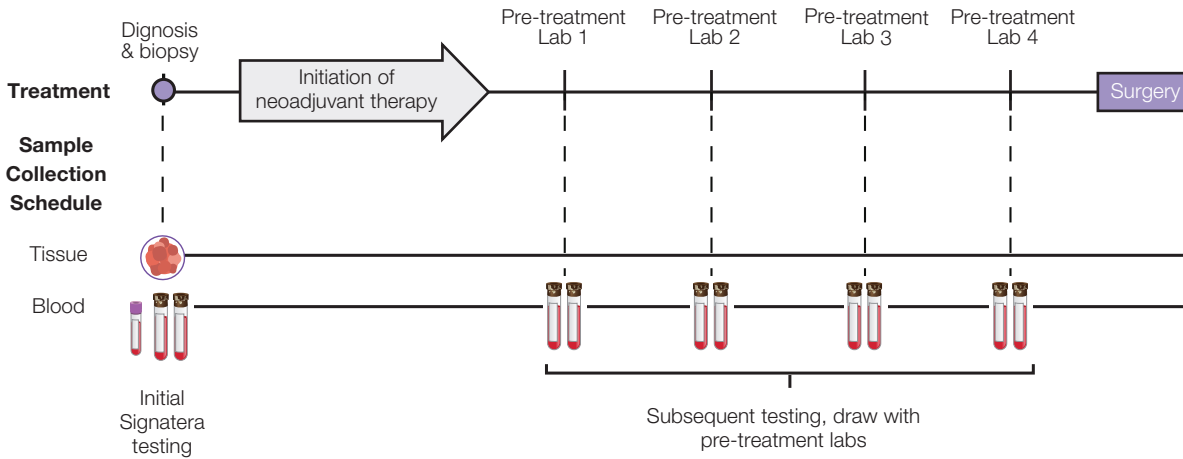 Dignosis
& biopsy
Pre-treatment
Lab 1
Pre-treatment
Lab 2
Pre-treatment
Lab 3
Pre-treatment
Lab 4
Treatment
Initiation of
neoadjuvant therapy
Surgery
Sample
Collection
Schedule
Tissue
Blood
Initial
Signatera
testing
Subsequent testing, draw with
pre-treatment labs